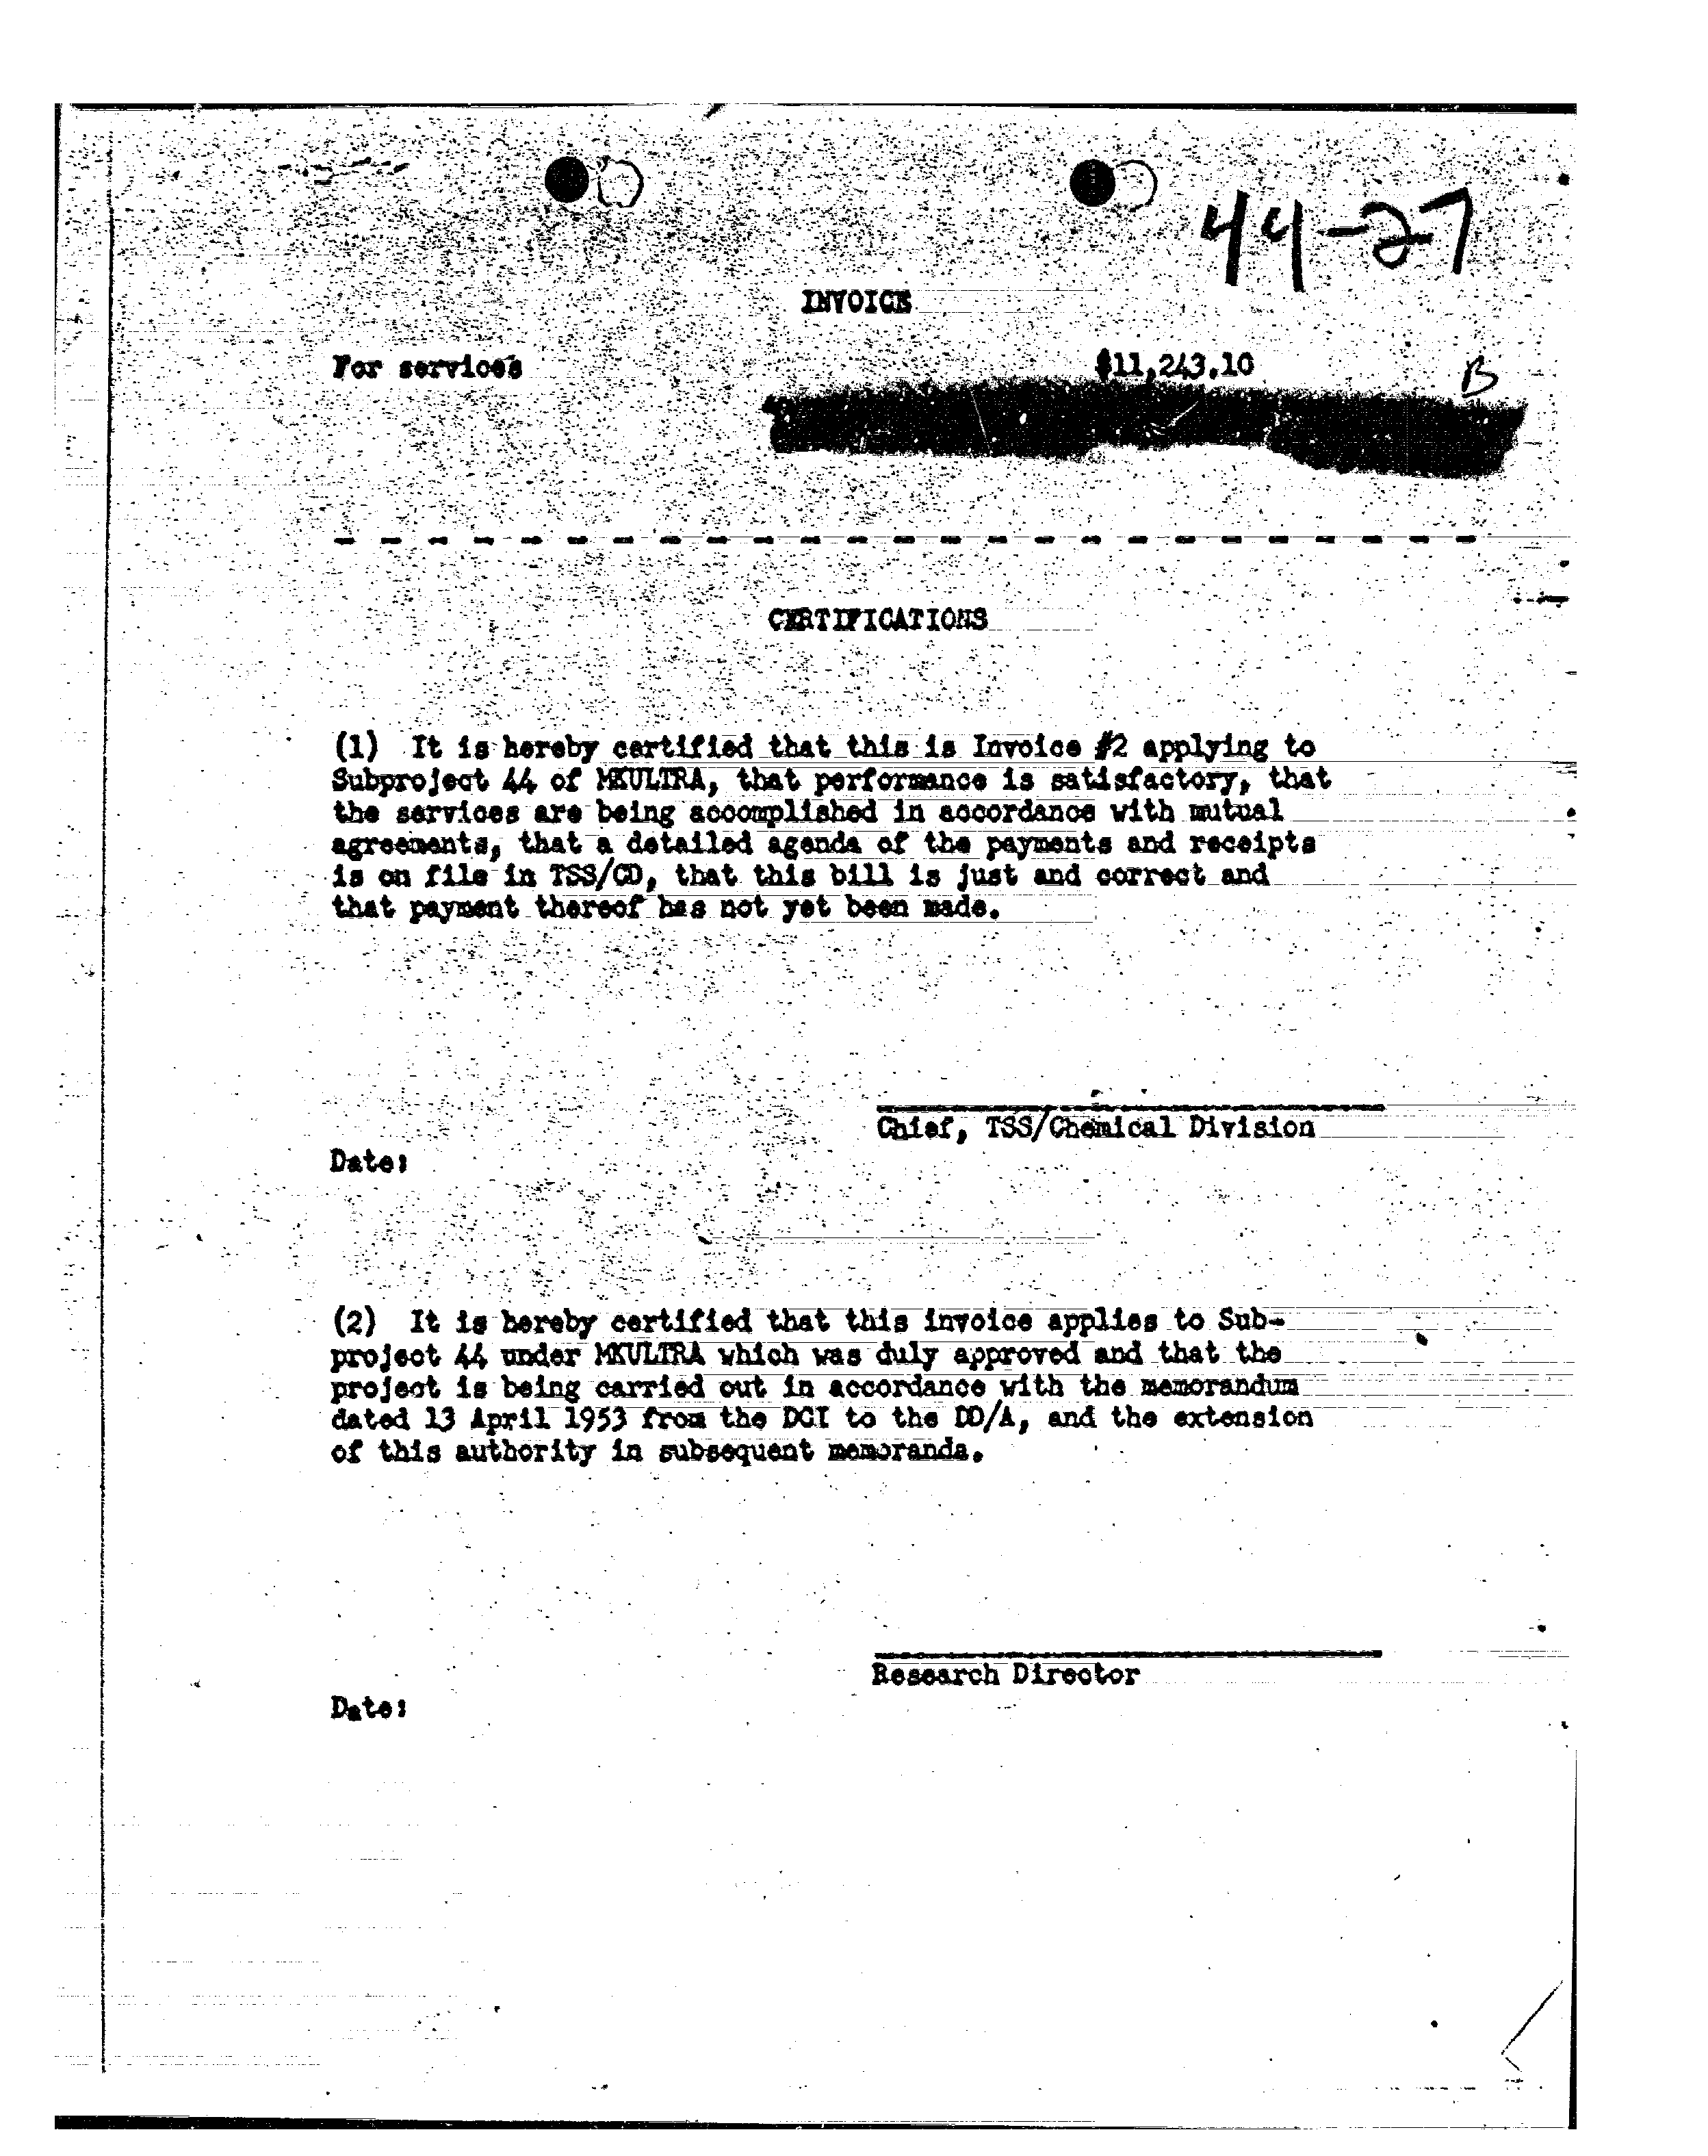 44-27
INVOICE
For services $11,243.10
B
CERTIFICATIONS
(1) It is hereby certified that this is Invoice #2 applying to
Subproject 44 of MKULTRA, that performance is satisfactory, that
the services are being accomplished in accordance with mutual
agreements, that a detailed agenda of the payments and receipts
is on file in TSS/CD, that this bill is just and correct and
that payment thereof has not yet been made.
Chief, TSS/Chemical Division
Date:
(2) It is hereby certified that this invoice applies to Sub-
project 44 under MKULTRA which was duly approved and that the
project is being carried out in accordance with the memorandum
dated 13 April 1953 from the DCI to the DD/A, and the extension
of this authority in subsequent memoranda.
Research Director
Date: